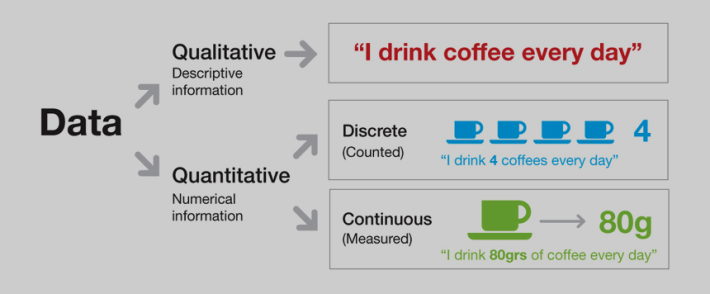 Data
Qualitative
Descriptive
information
“I drink coffee every day”
Quantitative
Numerical
information
Discrete
(Counted)
4
“I drink 4 coffees every day”
Continuous
(Measured)
80g
“I drink 80grs of coffee every day”